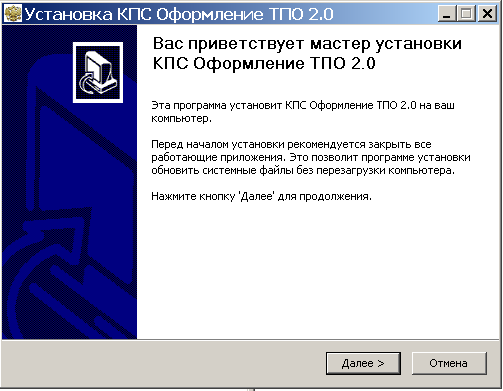 Установка КПС Оформление ТПО 2.0
Вас приветствует мастер установки
КПС Оформление ТПО 2.0
Эта программа установит КПС Оформление ТПО 2.0 на ваш
компьютер.
Перед началом установки рекомендуется закрыть все
работающие приложения. Это позволит программе установки
обновить системные файлы без перезагрузки компьютера.
Нажмите кнопку 'Далее' для продолжения.
Далее >
Отмена